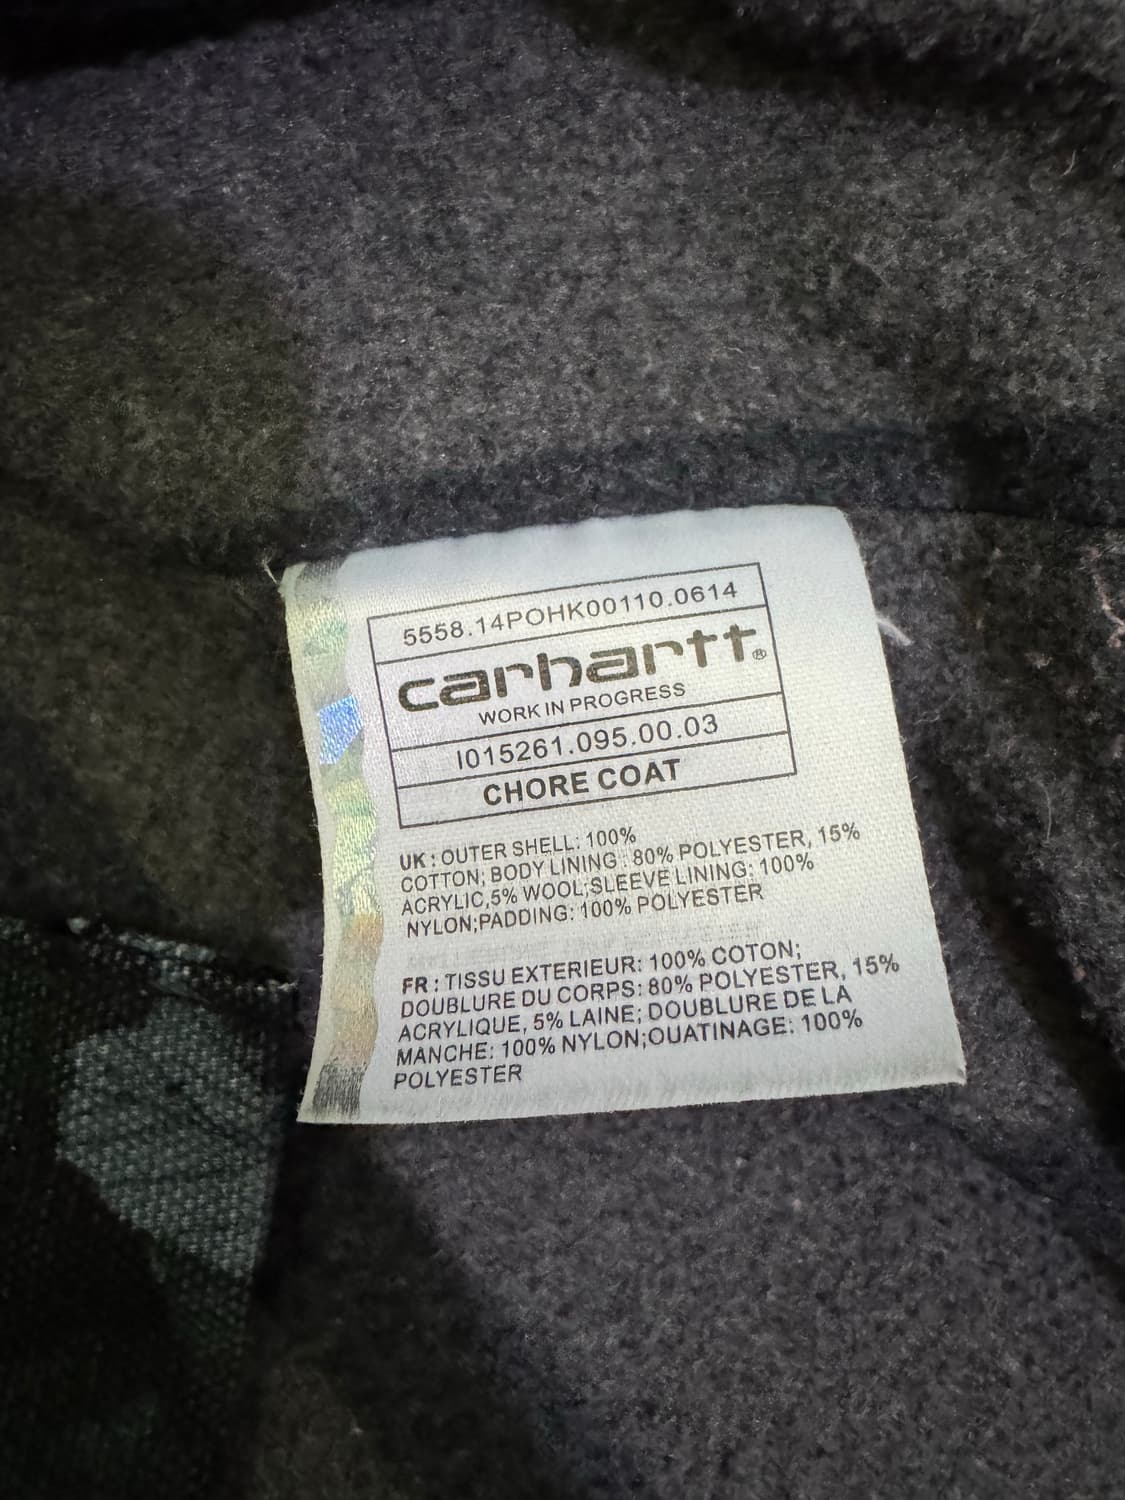 5558.14POHK00110.0614
carhartt®
WORK IN PROGRESS
I015261.095.00.03
CHORE COAT
UK : OUTER SHELL: 100%
COTTON; BODY LINING : 80% POLYESTER, 15%
ACRYLIC,5% WOOL;SLEEVE LINING: 100%
NYLON;PADDING: 100% POLYESTER
FR : TISSU EXTERIEUR: 100% COTON;
DOUBLURE DU CORPS: 80% POLYESTER, 15%
ACRYLIQUE, 5% LAINE; DOUBLURE DE LA
MANCHE: 100% NYLON;OUATINAGE: 100%
POLYESTER